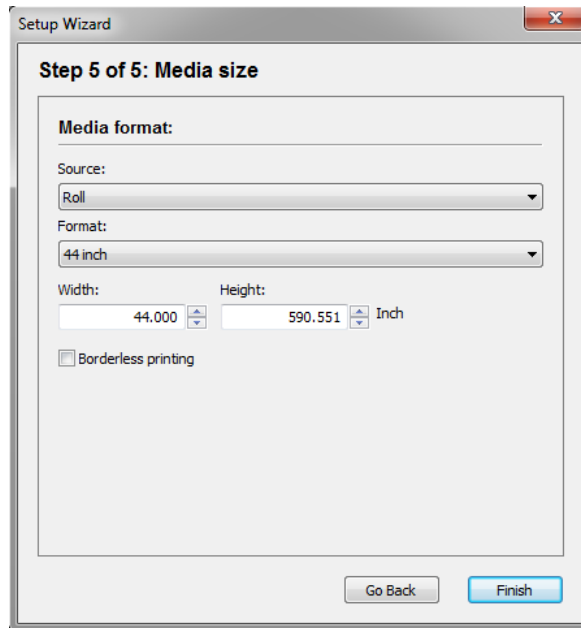 Setup Wizard
Step 5 of 5: Media size
Media format:
Source:
Roll
Format:
44 inch
Width: Height:
44.000 590.551 Inch
Borderless printing
Go Back Finish